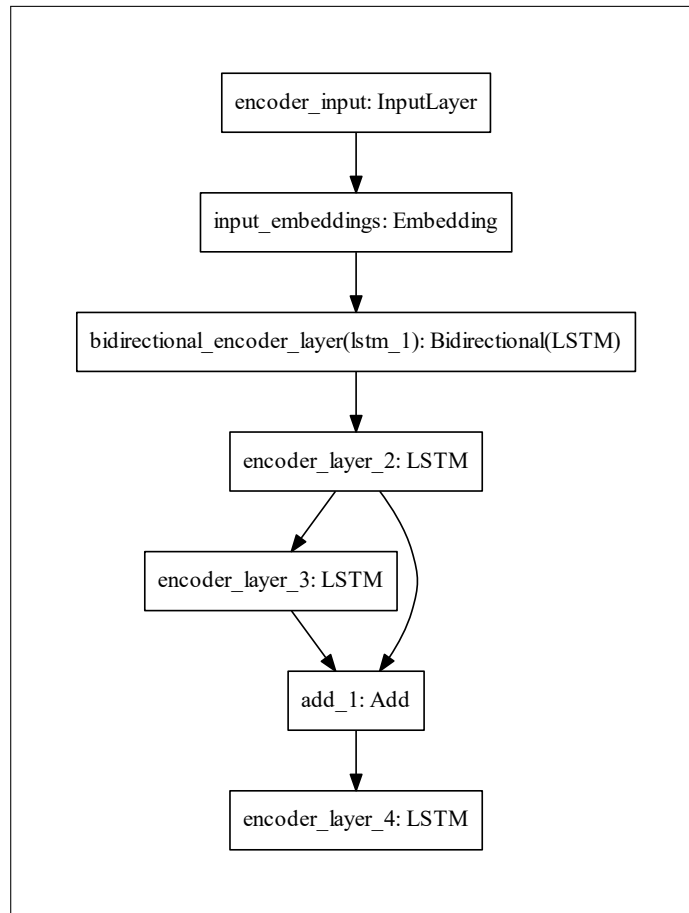 encoder_input: InputLayer
input_embeddings: Embedding
bidirectional_encoder_layer(lstm_1): Bidirectional(LSTM)
encoder_layer_2: LSTM
encoder_layer_3: LSTM
add_1: Add
encoder_layer_4: LSTM